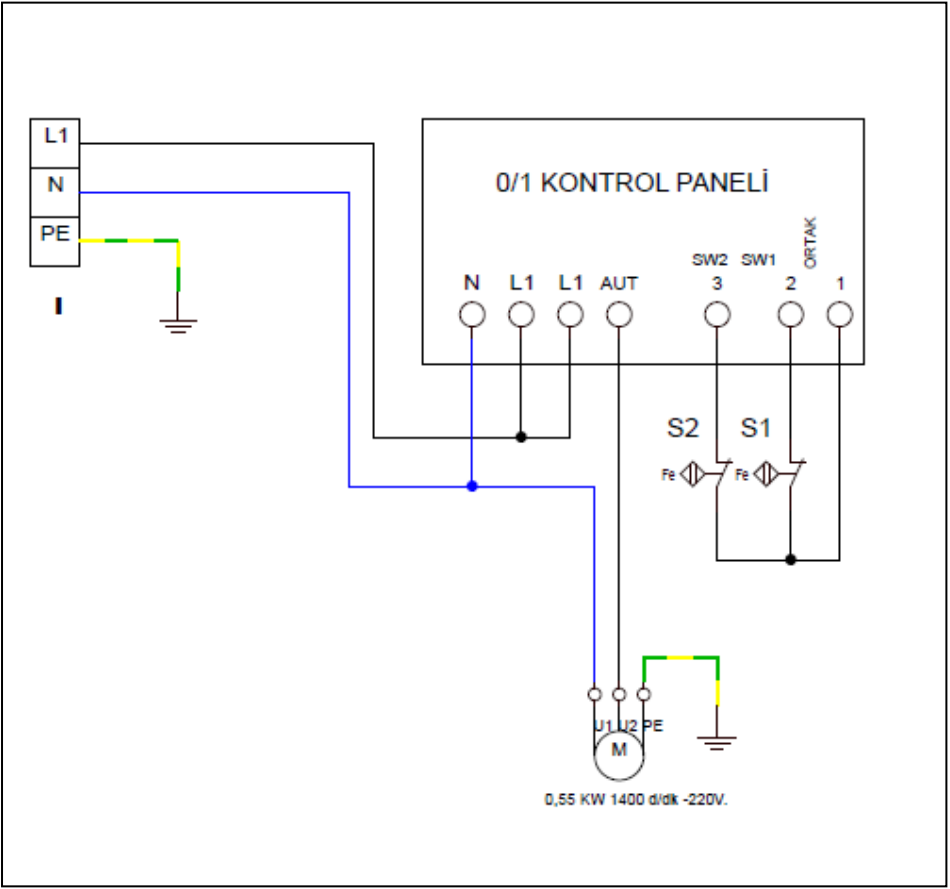 L1
N
PE
I
0/1 KONTROL PANELİ
ORTAK
SW2 SW1
N L1 L1 AUT 3 2 1
S2 S1
Fe Fe
U1 U2 PE
M
0,55 KW 1400 d/dk -220V.